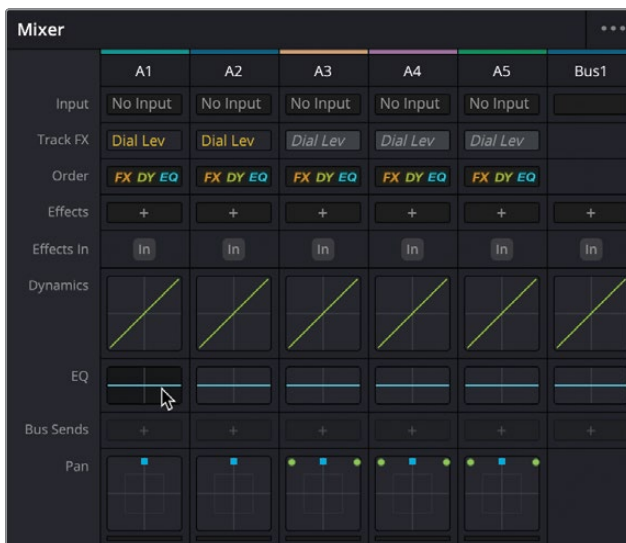 Mixer
A1 A2 A3 A4 A5 Bus1
Input No Input No Input No Input No Input No Input
Track FX Dial Lev Dial Lev Dial Lev Dial Lev Dial Lev
Order FX DY EQ FX DY EQ FX DY EQ FX DY EQ FX DY EQ
Effects + + + + + +
Effects In In In In In In In
Dynamics
EQ
Bus Sends + + + + + +
Pan